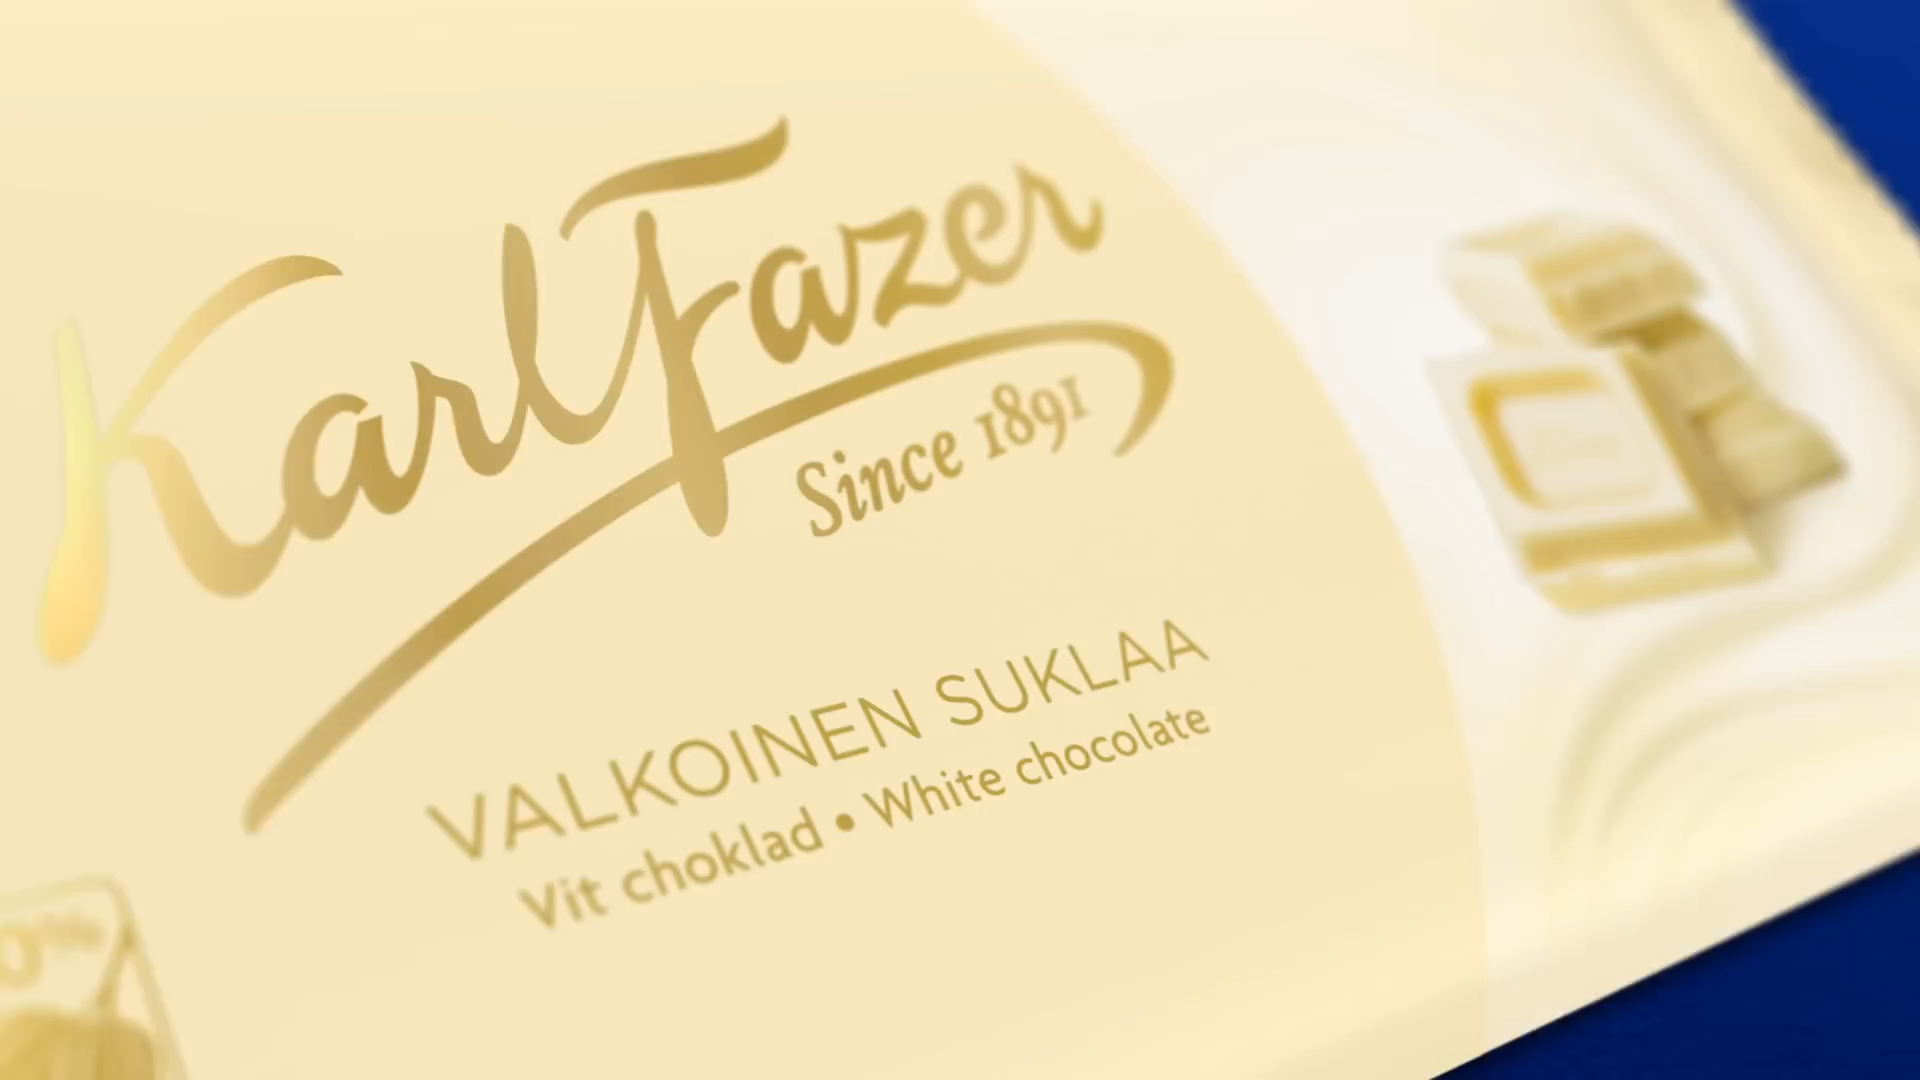 Karl Fazer
Since 1891
VALKOINEN SUKLAA
Vit choklad • White chocolate